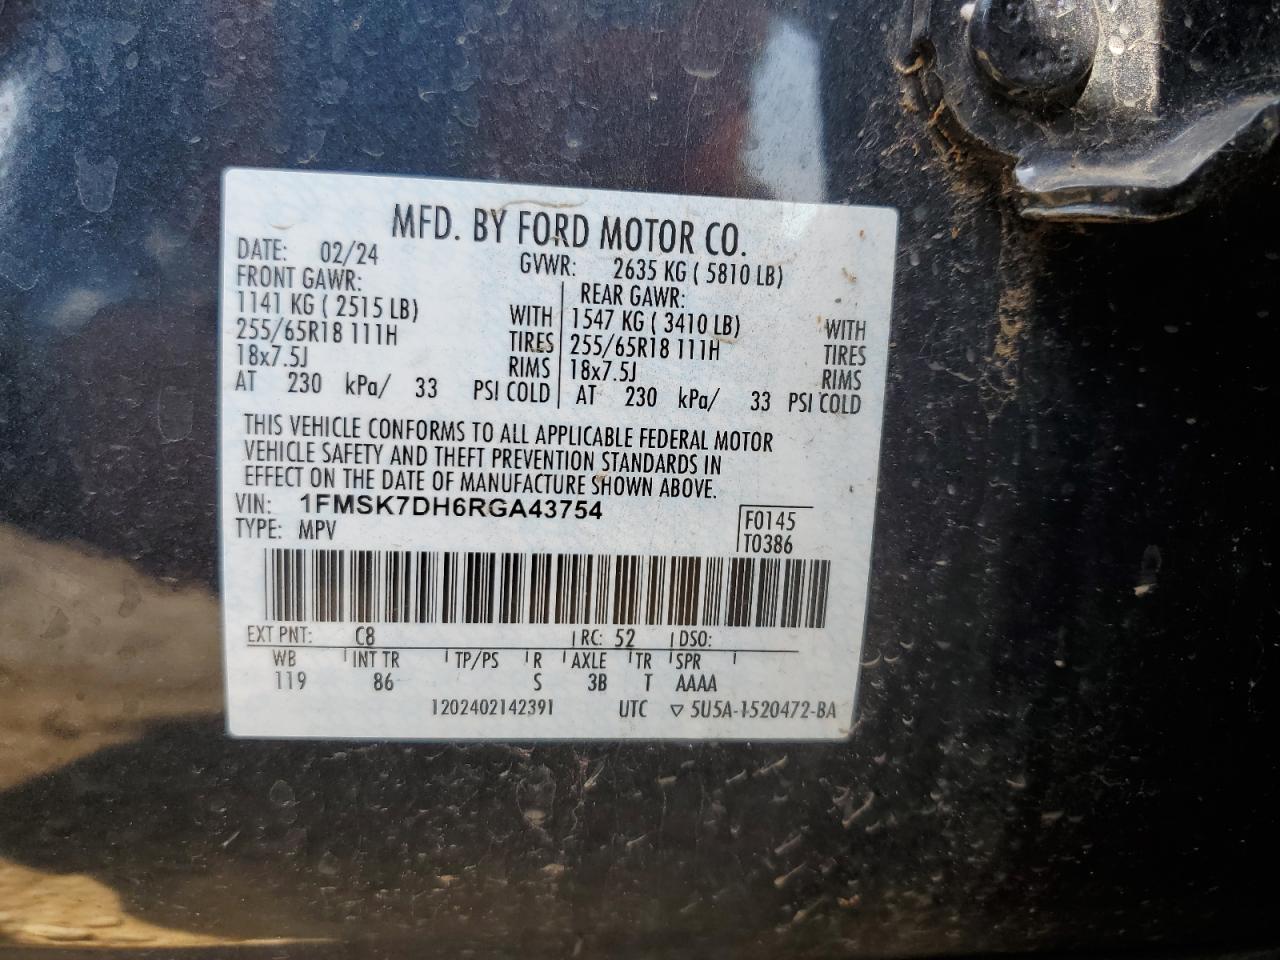 MFD. BY FORD MOTOR CO.
DATE: 02/24 GVWR: 2635 KG ( 5810 LB)
FRONT GAWR: REAR GAWR:
1141 KG ( 2515 LB) WITH 1547 KG ( 3410 LB) WITH
255/65R18 111H TIRES 255/65R18 111H TIRES
18x7.5J RIMS 18x7.5J RIMS
AT 230 kPa/ 33 PSI COLD AT 230 kPa/ 33 PSI COLD
THIS VEHICLE CONFORMS TO ALL APPLICABLE FEDERAL MOTOR
VEHICLE SAFETY AND THEFT PREVENTION STANDARDS IN
EFFECT ON THE DATE OF MANUFACTURE SHOWN ABOVE.
VIN: 1FMSK7DH6RGA43754 F0145
TYPE: MPV T0386
EXT PNT: C8 RC: 52 DSO:
WB INT TR TP/PS R AXLE TR SPR
119 86 S 3B T AAAA
1202402142391 UTC ▽ 5U5A-1520472-BA